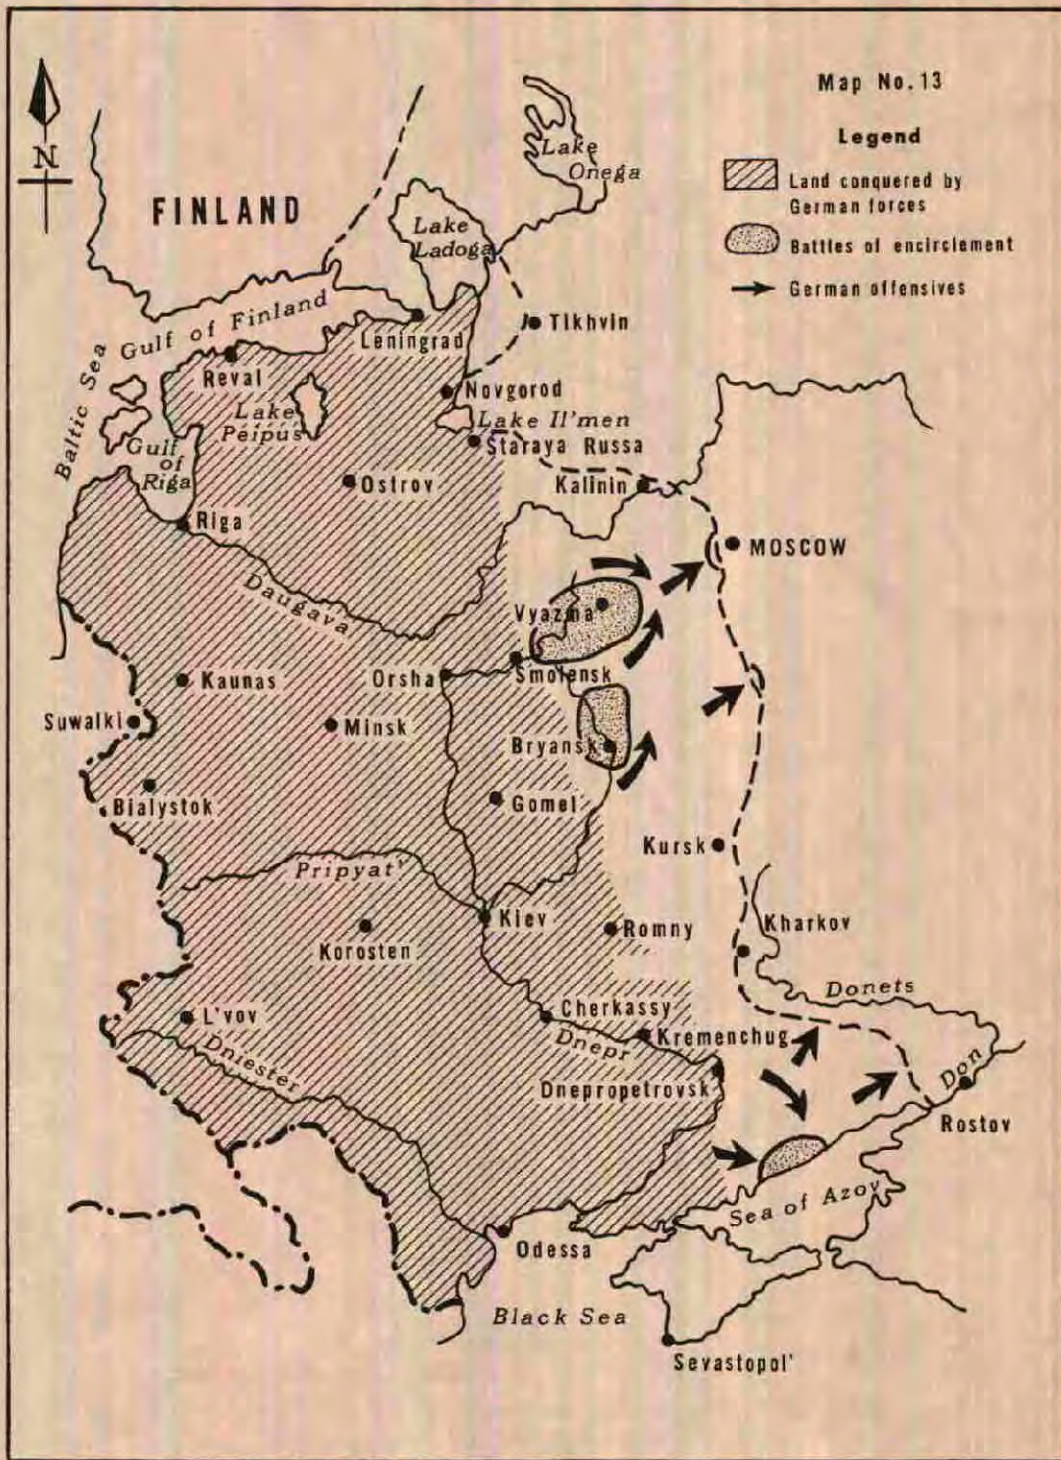 Map No. 13
Legend
Land conquered by
German forces
Battles of encirclement
German offensives
N
FINLAND
Lake
Onega
Lake
Ladoga
Gulf of Finland
Leningrad
Tikhvin
Baltic Sea
Reval
Novgorod
Lake
Peipus
Lake Il'men
Staraya Russa
Gulf
of
Riga
Ostrov
Kalinin
Riga
MOSCOW
Daugava
Vyazma
Smolensk
Kaunas
Orsha
Suwalki
Minsk
Bryansk
Bialystok
Gomel'
Kursk
Pripyat'
Kiev
Kharkov
Korosten
Romny
Donets
L'vov
Cherkassy
Dnepr
Kremenchug
Dniester
Dnepropetrovsk
Don
Rostov
Sea of Azov
Odessa
Black Sea
Sevastopol'